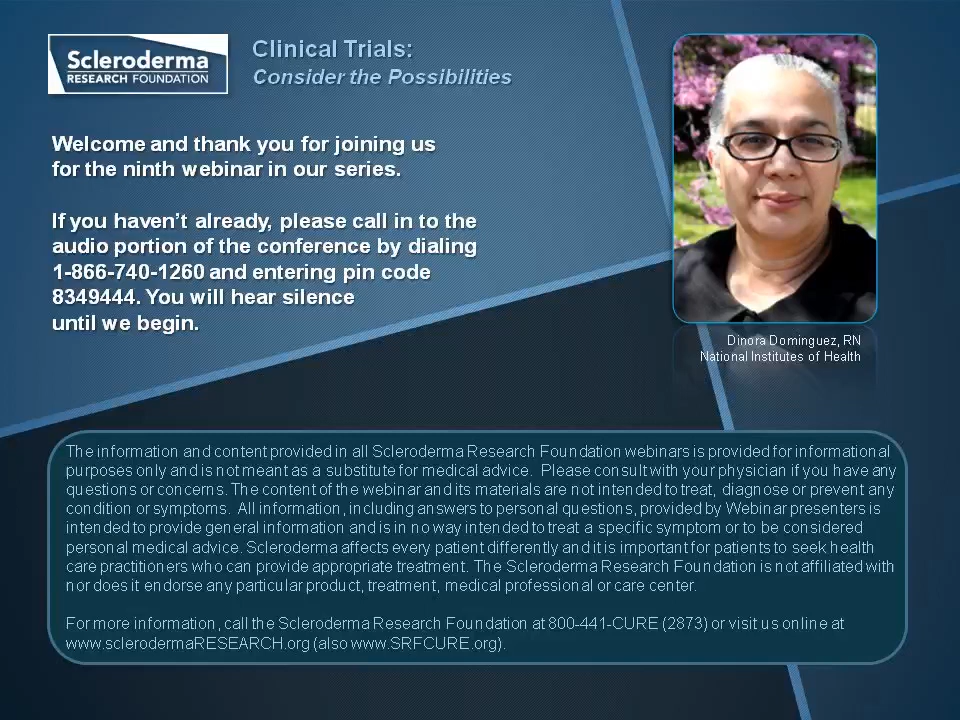 Scleroderma
RESEARCH FOUNDATION
Clinical Trials:
Consider the Possibilities
Welcome and thank you for joining us
for the ninth webinar in our series.
If you haven't already, please call in to the
audio portion of the conference by dialing
1-866-740-1260 and entering pin code
8349444. You will hear silence
until we begin.
Dinora Dominguez, RN
National Institutes of Health
The information and content provided in all Scleroderma Research Foundation webinars is provided for informational
purposes only and is not meant as a substitute for medical advice.  Please consult with your physician if you have any
questions or concerns. The content of the webinar and its materials are not intended to treat, diagnose or prevent any
condition or symptoms.  All information, including answers to personal questions, provided by Webinar presenters is
intended to provide general information and is in no way intended to treat a specific symptom or to be considered
personal medical advice. Scleroderma affects every patient differently and it is important for patients to seek health
care practitioners who can provide appropriate treatment. The Scleroderma Research Foundation is not affiliated with
nor does it endorse any particular product, treatment, medical professional or care center.
For more information, call the Scleroderma Research Foundation at 800-441-CURE (2873) or visit us online at
www.sclerodermaRESEARCH.org (also www.SRFCURE.org).